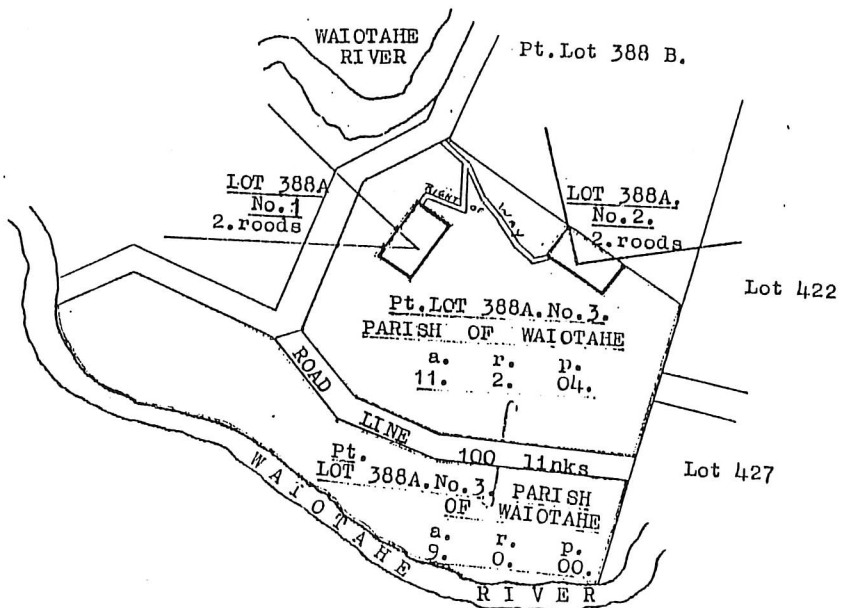 WAIOTAHE
RIVER
Pt.Lot 388 B.
LOT 388A
No.1
2.roods
RIGHT OF WAY
LOT 388A.
No.2.
2.roods
Lot 422
Pt.LOT 388A.No.3.
PARISH OF WAIOTAHE
a. r. p.
11. 2. 04.
ROAD LINE
100 links
Lot 427
Pt.
LOT 388A.No.3. PARISH
OF WAIOTAHE
a. r. p.
9. 0. 00.
WAIOTAHE RIVER